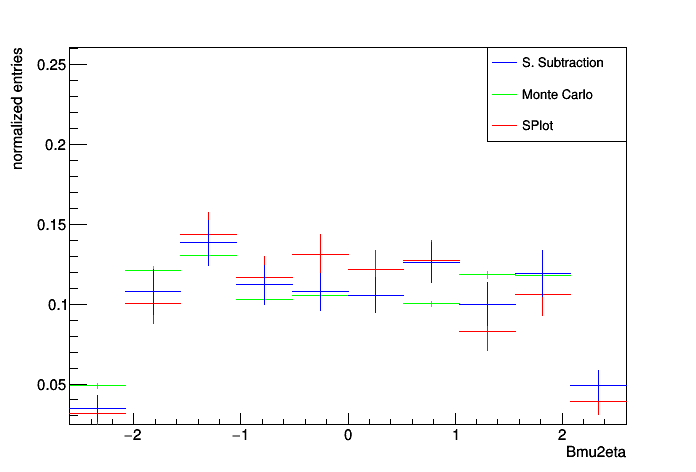 normalized entries
0.25
0.2
0.15
0.1
0.05
S. Subtraction
Monte Carlo
SPlot
−2
−1
0
1
2
Bmu2eta